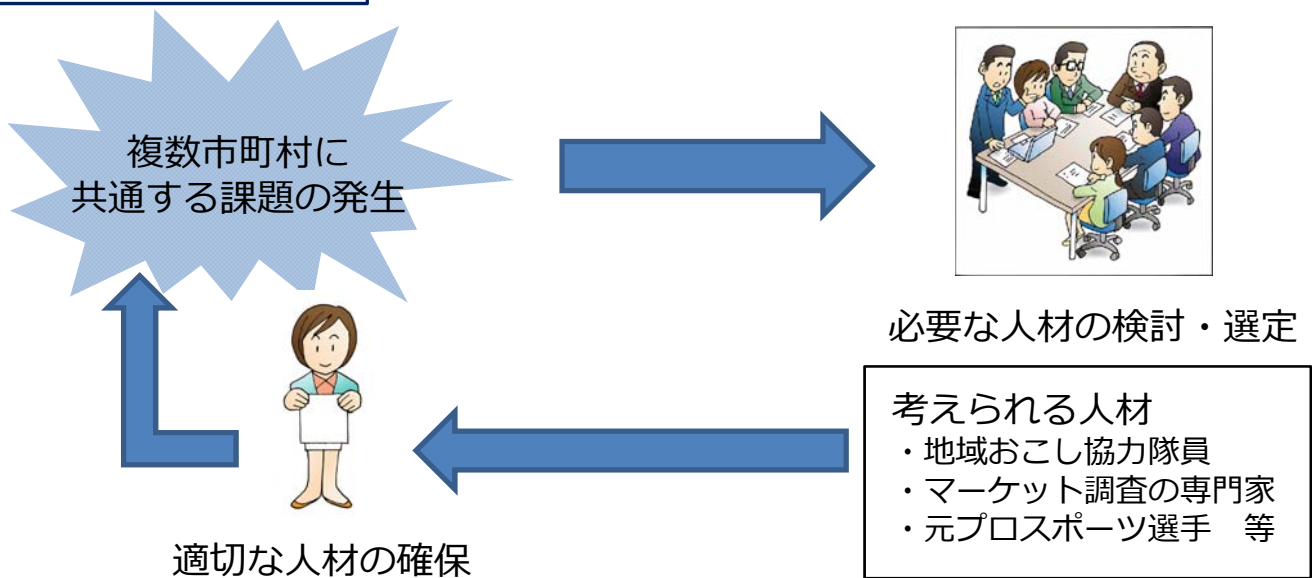 複数市町村に
共通する課題の発生
必要な人材の検討・選定
考えられる人材
・地域おこし協力隊員
・マーケット調査の専門家
・元プロスポーツ選手　等
適切な人材の確保